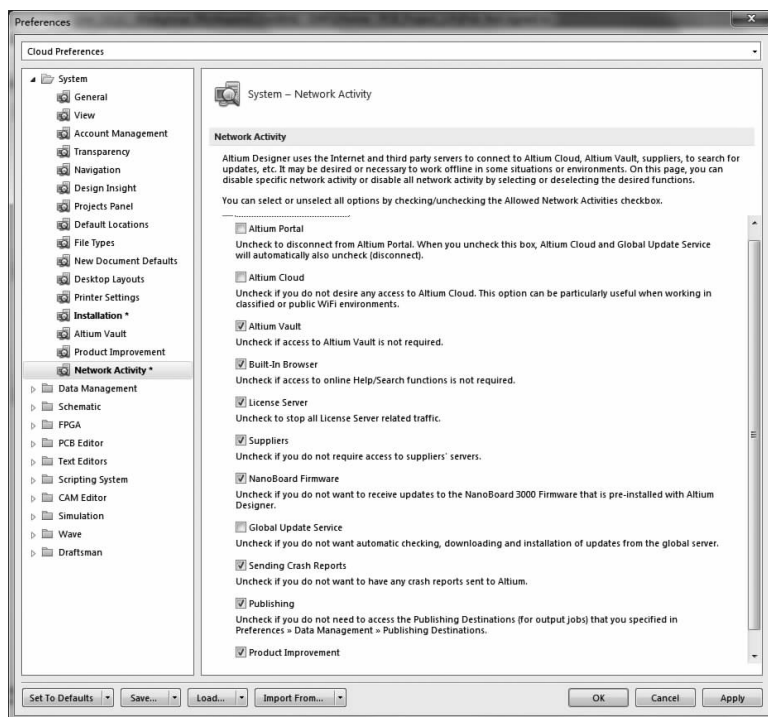 Preferences
Cloud Preferences
System
General
View
Account Management
Transparency
Navigation
Design Insight
Projects Panel
Default Locations
File Types
New Document Defaults
Desktop Layouts
Printer Settings
Installation *
Altium Vault
Product Improvement
Network Activity *
Data Management
Schematic
FPGA
PCB Editor
Text Editors
Scripting System
CAM Editor
Simulation
Wave
Draftsman
System – Network Activity
Network Activity
Altium Designer uses the Internet and third party servers to connect to Altium Cloud, Altium Vault, suppliers, to search for
updates, etc. It may be desired or necessary to work offline in some situations or environments. On this page, you can
disable specific network activity or disable all network activity by selecting or deselecting the desired functions.
You can select or unselect all options by checking/unchecking the Allowed Network Activities checkbox.
Altium Portal
Uncheck to disconnect from Altium Portal. When you uncheck this box, Altium Cloud and Global Update Service
will automatically also uncheck (disconnect).
Altium Cloud
Uncheck if you do not desire any access to Altium Cloud. This option can be particularly useful when working in
classified or public WiFi environments.
Altium Vault
Uncheck if access to Altium Vault is not required.
Built-In Browser
Uncheck if access to online Help/Search functions is not required.
License Server
Uncheck to stop all License Server related traffic.
Suppliers
Uncheck if you do not require access to suppliers' servers.
NanoBoard Firmware
Uncheck if you do not want to receive updates to the NanoBoard 3000 Firmware that is pre-installed with Altium
Designer.
Global Update Service
Uncheck if you do not want automatic checking, downloading and installation of updates from the global server.
Sending Crash Reports
Uncheck if you do not want to have any crash reports sent to Altium.
Publishing
Uncheck if you do not need to access the Publishing Destinations (for output jobs) that you specified in
Preferences » Data Management » Publishing Destinations.
Product Improvement
Set To Defaults
Save...
Load...
Import From...
OK
Cancel
Apply